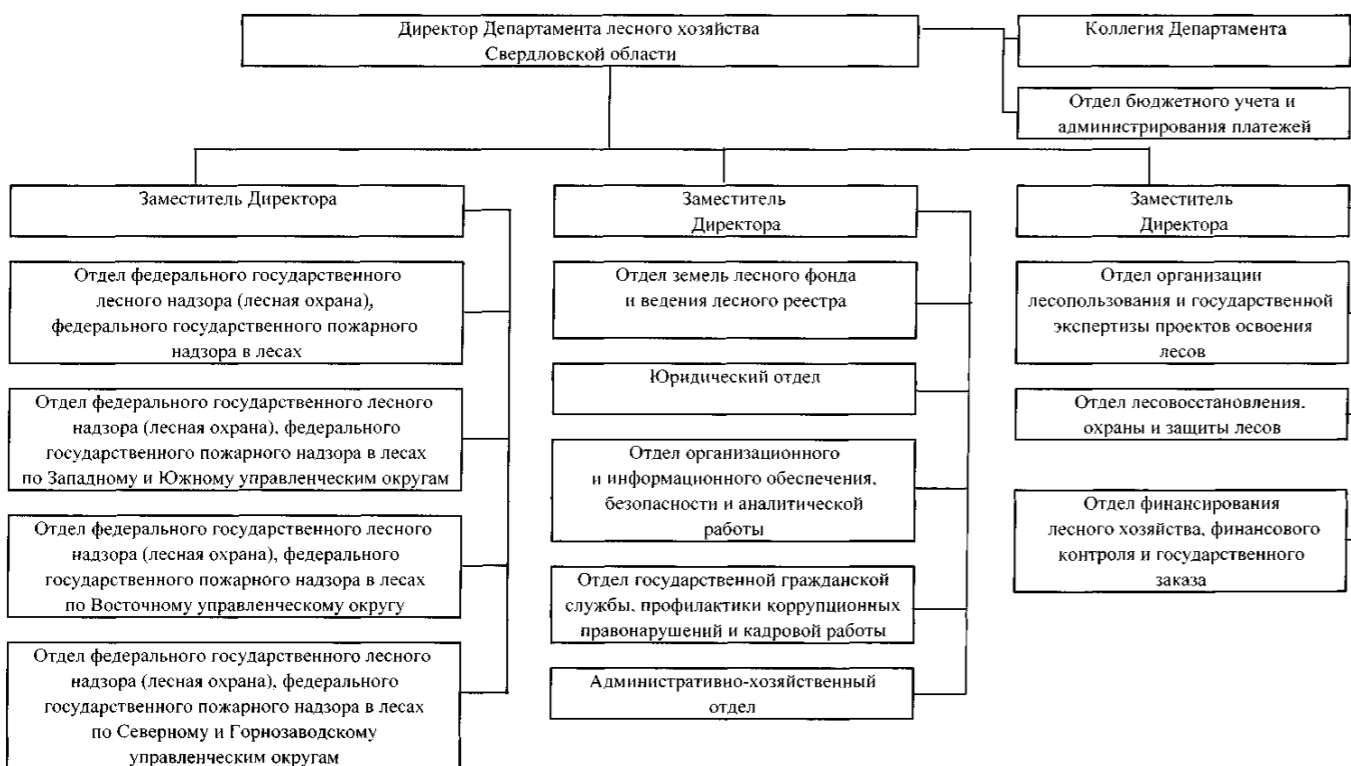 Директор Департамента лесного хозяйства
Свердловской области
Коллегия Департамента
Отдел бюджетного учета и
администрирования платежей
Заместитель Директора
Отдел федерального государственного
лесного надзора (лесная охрана),
федерального государственного пожарного
надзора в лесах
Отдел федерального государственного лесного
надзора (лесная охрана), федерального
государственного пожарного надзора в лесах
по Западному и Южному управленческим округам
Отдел федерального государственного лесного
надзора (лесная охрана), федерального
государственного пожарного надзора в лесах
по Восточному управленческому округу
Отдел федерального государственного лесного
надзора (лесная охрана), федерального
государственного пожарного надзора в лесах
по Северному и Горнозаводскому
управленческим округам
Заместитель
Директора
Отдел земель лесного фонда
и ведения лесного реестра
Юридический отдел
Отдел организационного
и информационного обеспечения,
безопасности и аналитической
работы
Отдел государственной гражданской
службы, профилактики коррупционных
правонарушений и кадровой работы
Административно-хозяйственный
отдел
Заместитель
Директора
Отдел организации
лесопользования и государственной
экспертизы проектов освоения
лесов
Отдел лесовосстановления,
охраны и защиты лесов
Отдел финансирования
лесного хозяйства, финансового
контроля и государственного
заказа